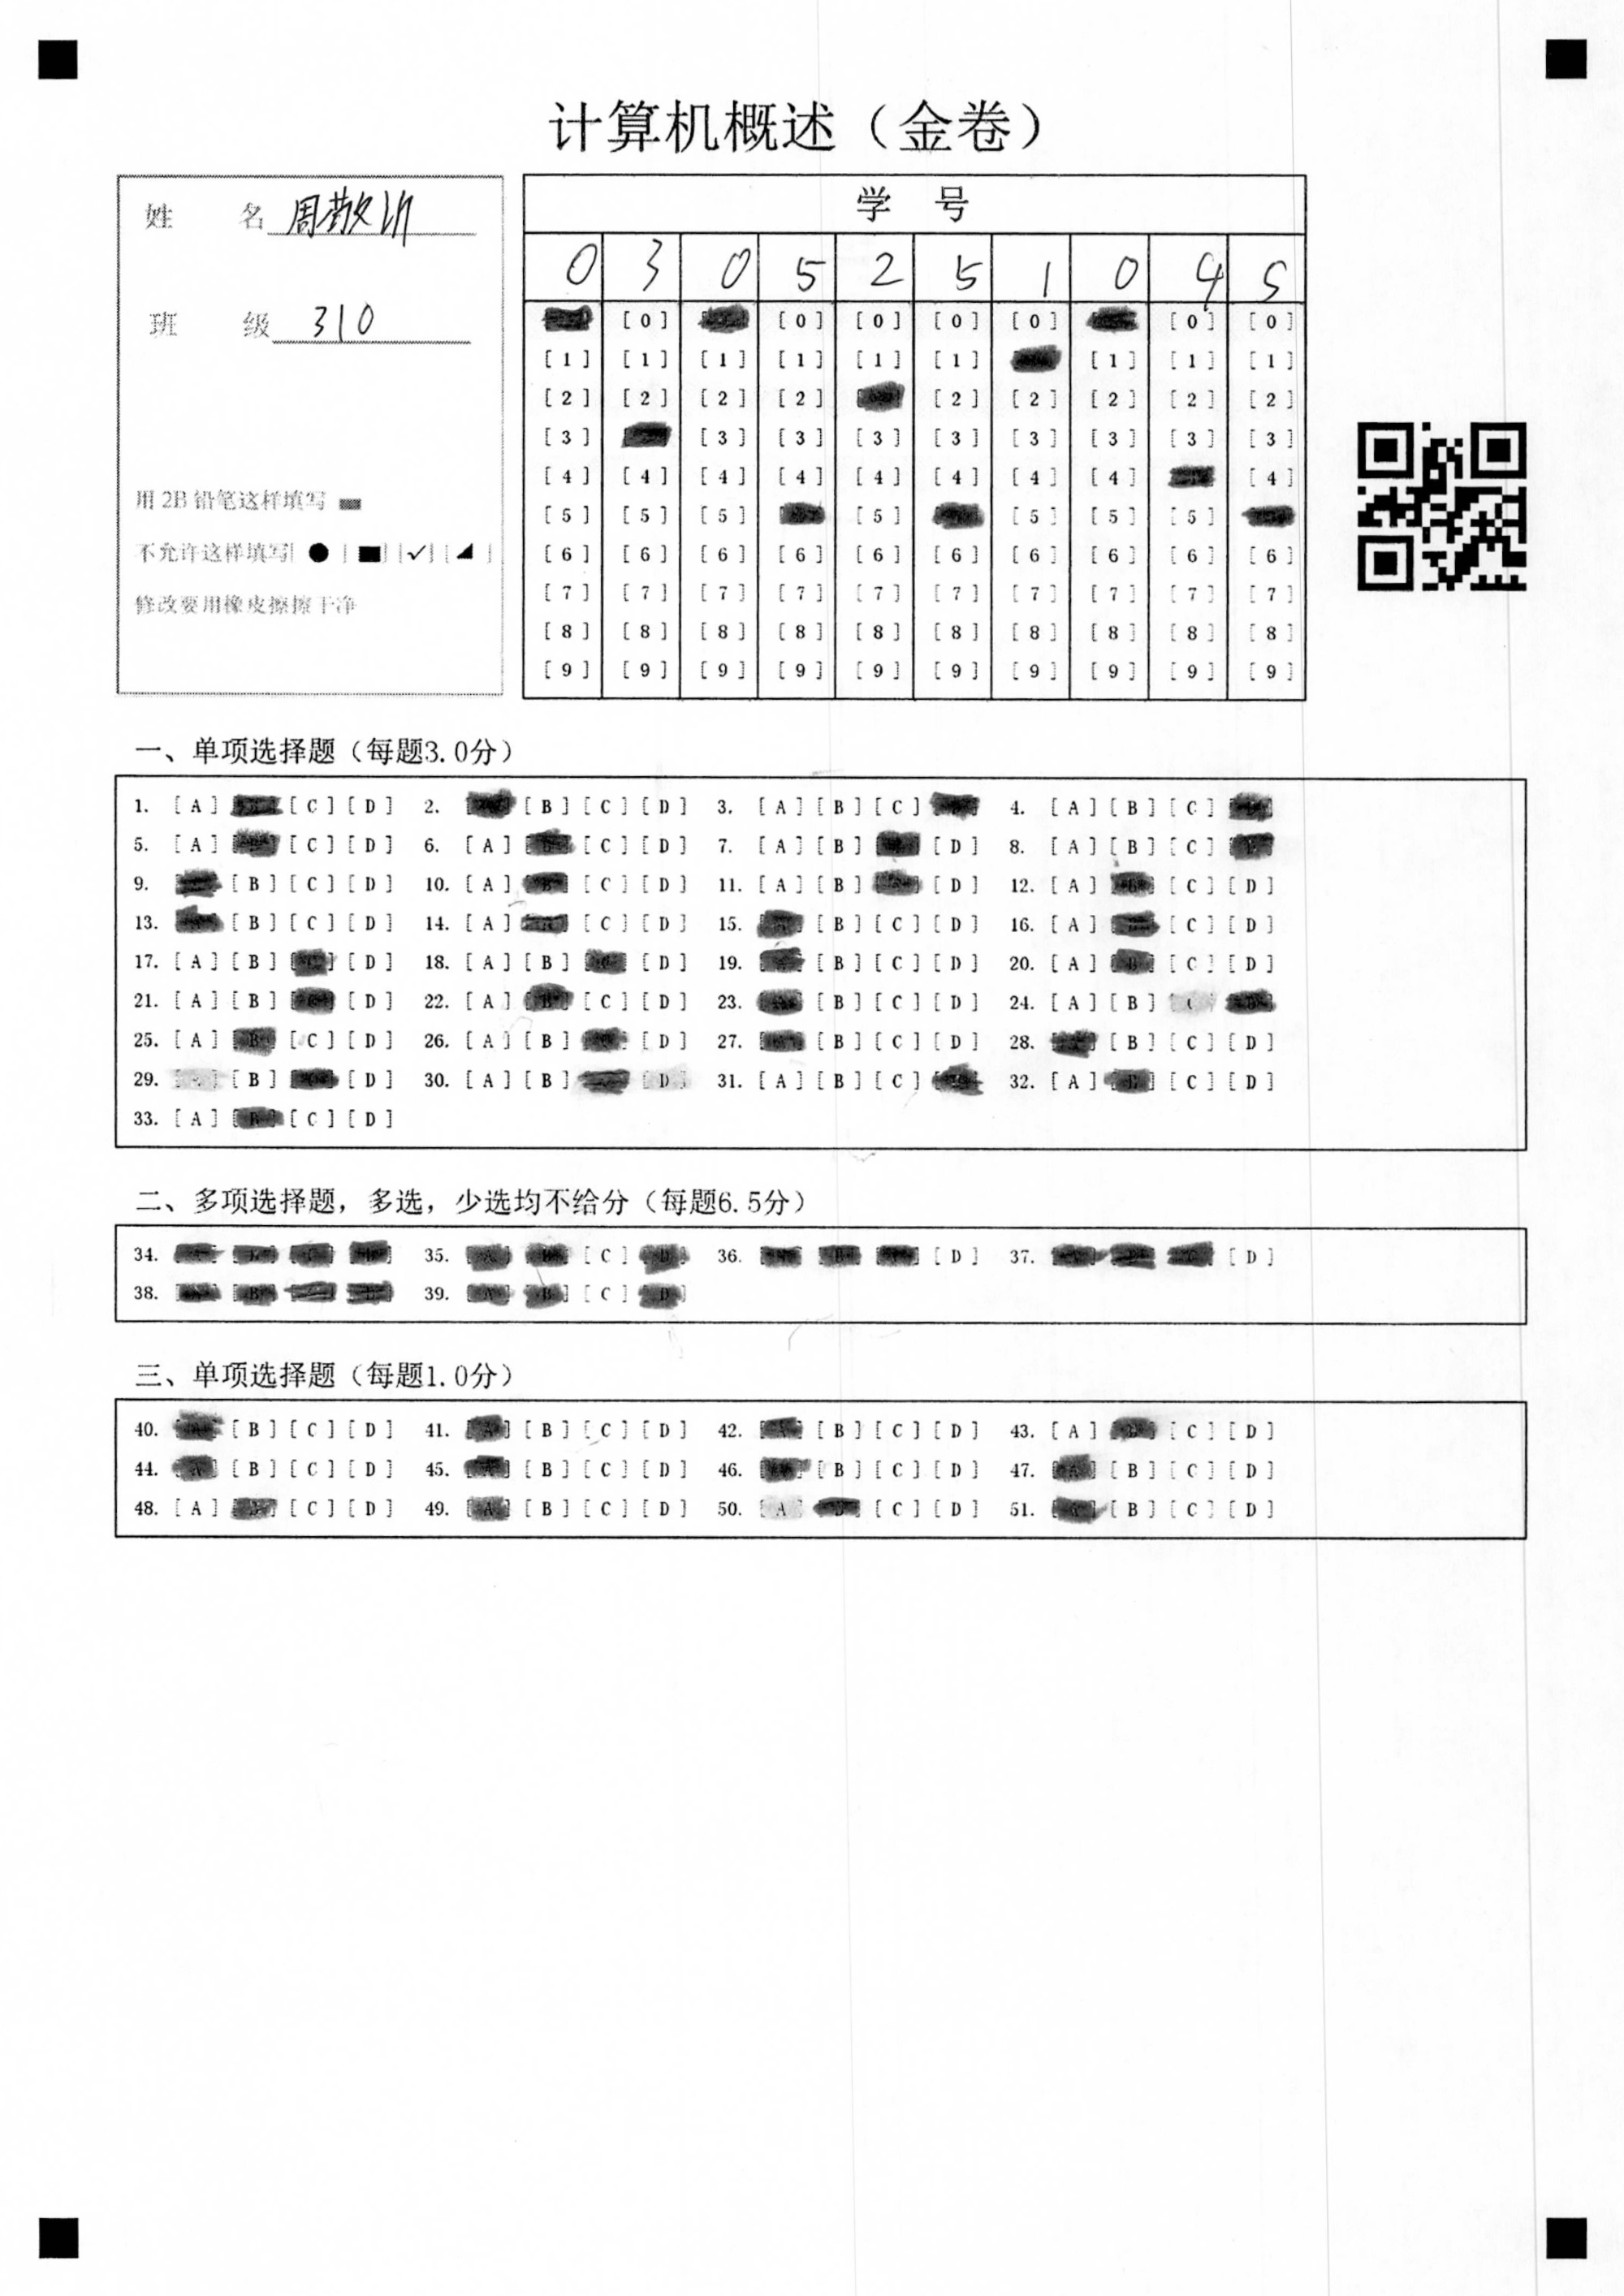 计算机概述（金卷）
姓 名 周敬
班 级 310
用 2B 铅笔这样填写
不允许这样填写[ ● ] [ ■ ] [ ✓ ] [ ◢ ]
修改要用橡皮擦擦干净
学 号
0 3 0 5 2 5 1 0 4 5
[0] [0] [0] [0] [0] [0] [0]
[1] [1] [1] [1] [1] [1] [1] [1] [1]
[2] [2] [2] [2] [2] [2] [2] [2] [2]
[3] [3] [3] [3] [3] [3] [3] [3] [3]
[4] [4] [4] [4] [4] [4] [4] [4] [4]
[5] [5] [5] [5] [5] [5] [5]
[6] [6] [6] [6] [6] [6] [6] [6] [6] [6]
[7] [7] [7] [7] [7] [7] [7] [7] [7] [7]
[8] [8] [8] [8] [8] [8] [8] [8] [8] [8]
[9] [9] [9] [9] [9] [9] [9] [9] [9] [9]
一、单项选择题（每题3.0分）
1. [A] [C] [D] 2. [B] [C] [D] 3. [A] [B] [C] 4. [A] [B] [C]
5. [A] [C] [D] 6. [A] [C] [D] 7. [A] [B] [D] 8. [A] [B] [C]
9. [B] [C] [D] 10. [A] [C] [D] 11. [A] [B] [D] 12. [A] [C] [D]
13. [B] [C] [D] 14. [A] [C] [D] 15. [B] [C] [D] 16. [A] [C] [D]
17. [A] [B] [D] 18. [A] [B] [D] 19. [B] [C] [D] 20. [A] [C] [D]
21. [A] [B] [D] 22. [A] [C] [D] 23. [B] [C] [D] 24. [A] [B]
25. [A] [C] [D] 26. [A] [B] [D] 27. [B] [C] [D] 28. [B] [C] [D]
29. [B] [D] 30. [A] [B] [D] 31. [A] [B] [C] 32. [A] [C] [D]
33. [A] [C] [D]
二、多项选择题，多选，少选均不给分（每题6.5分）
34. 35. [C] 36. [D] 37. [D]
38. 39. [C]
三、单项选择题（每题1.0分）
40. [B] [C] [D] 41. [B] [C] [D] 42. [B] [C] [D] 43. [A] [C] [D]
44. [B] [C] [D] 45. [B] [C] [D] 46. [B] [C] [D] 47. [B] [C] [D]
48. [A] [C] [D] 49. [B] [C] [D] 50. [A] [C] [D] 51. [B] [C] [D]